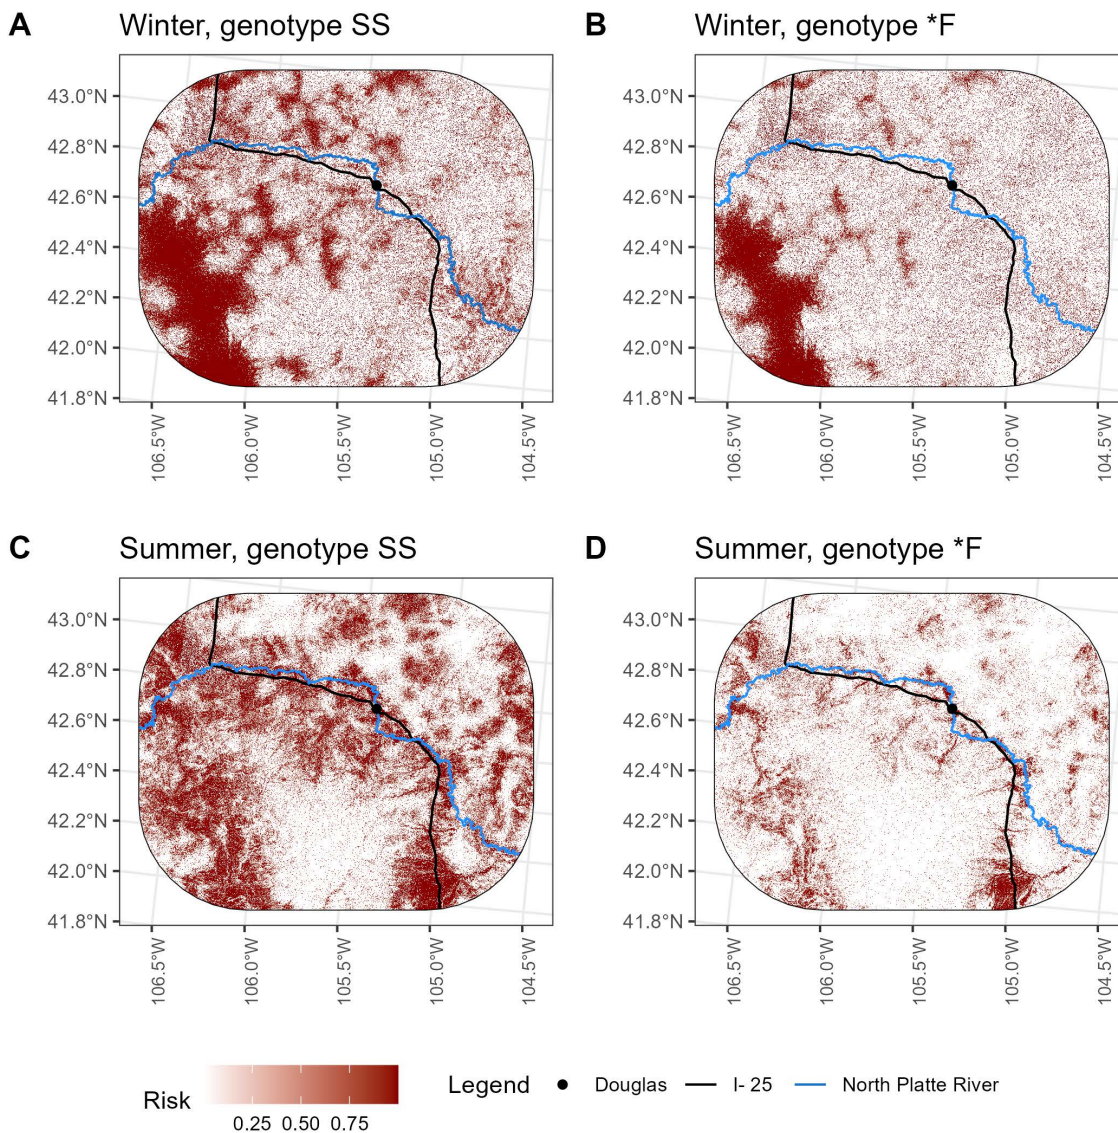 A Winter, genotype SS
B Winter, genotype *F
43.0°N
42.8°N
42.6°N
42.4°N
42.2°N
42.0°N
41.8°N
106.5°W
106.0°W
105.5°W
105.0°W
104.5°W
43.0°N
42.8°N
42.6°N
42.4°N
42.2°N
42.0°N
41.8°N
106.5°W
106.0°W
105.5°W
105.0°W
104.5°W
C Summer, genotype SS
D Summer, genotype *F
43.0°N
42.8°N
42.6°N
42.4°N
42.2°N
42.0°N
41.8°N
106.5°W
106.0°W
105.5°W
105.0°W
104.5°W
43.0°N
42.8°N
42.6°N
42.4°N
42.2°N
42.0°N
41.8°N
106.5°W
106.0°W
105.5°W
105.0°W
104.5°W
Risk
0.25 0.50 0.75
Legend Douglas I- 25 North Platte River